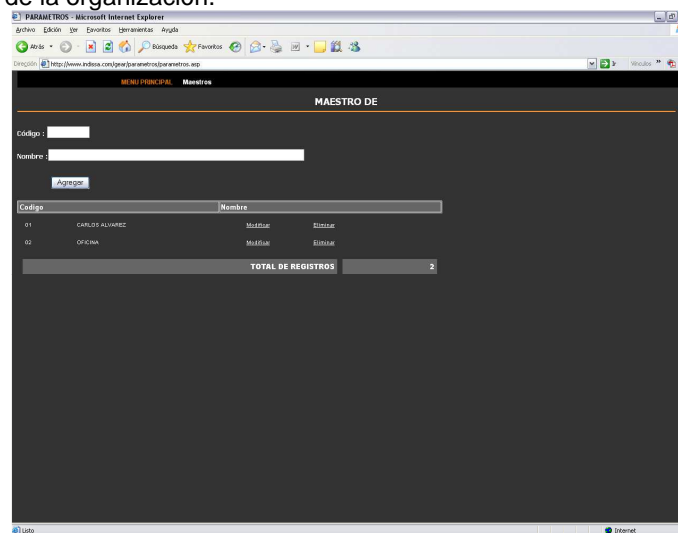 de la organización.
PARAMETROS - Microsoft Internet Explorer
Archivo Edición Ver Favoritos Herramientas Ayuda
Atrás Búsqueda Favoritos
Dirección http://www.indissa.com/gear/parametros/parametros.asp Ir Vínculos »
MENU PRINCIPAL Maestros
MAESTRO DE
Código :
Nombre :
Agregar
Codigo Nombre
01 CARLOS ALVAREZ Modificar Eliminar
02 OFICINA Modificar Eliminar
TOTAL DE REGISTROS 2
Listo Internet